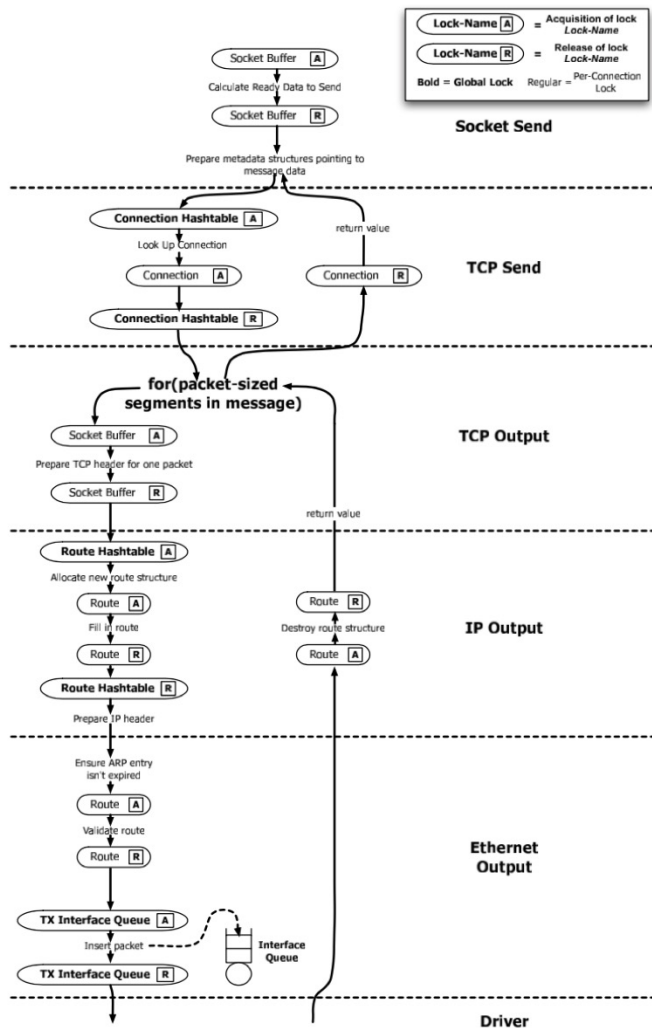 Lock-Name A = Acquisition of lock
Lock-Name
Lock-Name R = Release of lock
Lock-Name
Bold = Global Lock Regular = Per-Connection
Lock
Socket Buffer A
Calculate Ready Data to Send
Socket Buffer R
Socket Send
Prepare metadata structures pointing to
message data
Connection Hashtable A
return value
Look Up Connection
TCP Send
Connection A
Connection R
Connection Hashtable R
for(packet-sized
segments in message)
Socket Buffer A
TCP Output
Prepare TCP header for one packet
Socket Buffer R
return value
Route Hashtable A
Allocate new route structure
Route A
Route R
Fill in route
Destroy route structure
IP Output
Route R
Route A
Route Hashtable R
Prepare IP header
Ensure ARP entry
isn't expired
Route A
Validate route
Ethernet
Output
Route R
TX Interface Queue A
Insert packet
Interface
Queue
TX Interface Queue R
Driver